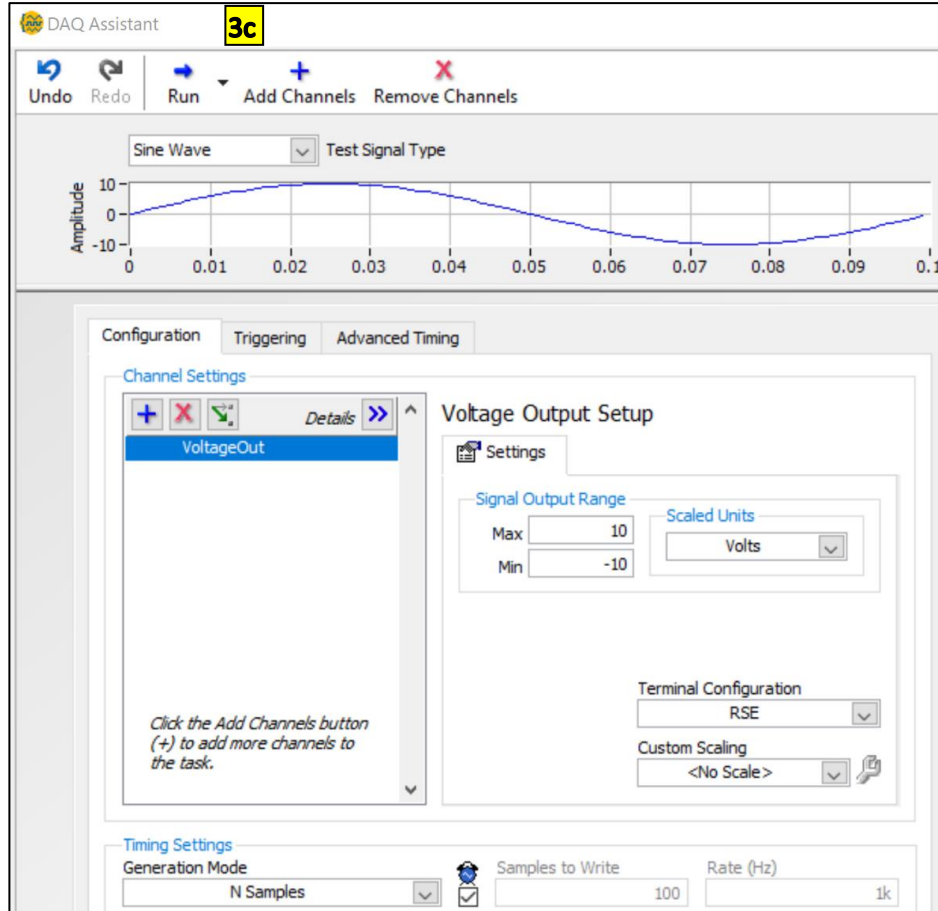 DAQ Assistant
3c
Undo Redo Run Add Channels Remove Channels
Sine Wave Test Signal Type
Amplitude
10
0
-10
0 0.01 0.02 0.03 0.04 0.05 0.06 0.07 0.08 0.09 0.1
Configuration Triggering Advanced Timing
Channel Settings
Details
VoltageOut
Click the Add Channels button
(+) to add more channels to
the task.
Voltage Output Setup
Settings
Signal Output Range
Max 10
Min -10
Scaled Units
Volts
Terminal Configuration
RSE
Custom Scaling
<No Scale>
Timing Settings
Generation Mode Samples to Write Rate (Hz)
N Samples 100 1k